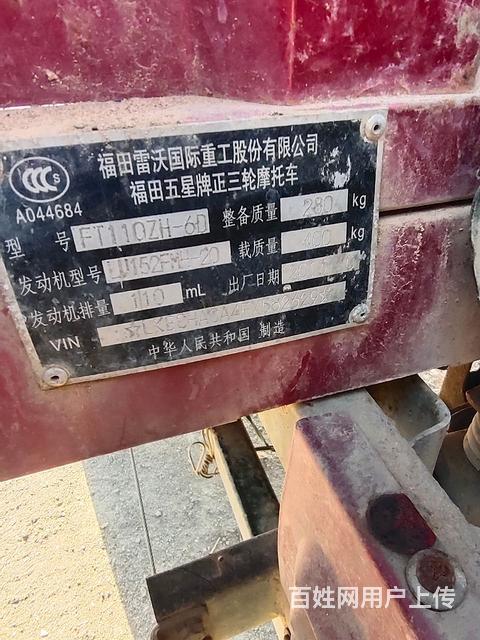 CCC S
A044684
福田雷沃国际重工股份有限公司
福田五星牌正三轮摩托车
型 号 FT110ZH-6D 整备质量 280 kg
发动机型号 载质量 kg
发动机排量 110 mL 出厂日期
VIN
中华人民共和国 制造
百姓网用户上传